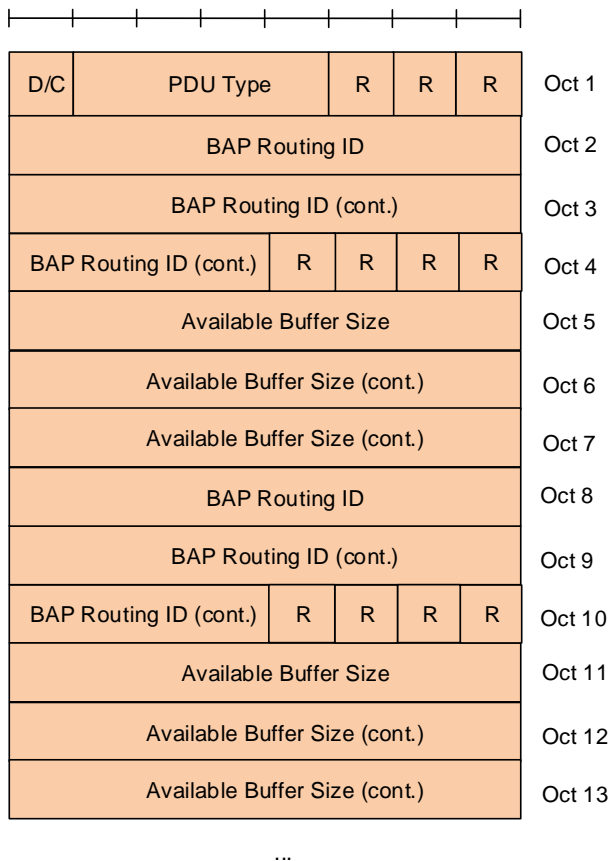 D/C PDU Type R R R Oct 1
BAP Routing ID Oct 2
BAP Routing ID (cont.) Oct 3
BAP Routing ID (cont.) R R R R Oct 4
Available Buffer Size Oct 5
Available Buffer Size (cont.) Oct 6
Available Buffer Size (cont.) Oct 7
BAP Routing ID Oct 8
BAP Routing ID (cont.) Oct 9
BAP Routing ID (cont.) R R R R Oct 10
Available Buffer Size Oct 11
Available Buffer Size (cont.) Oct 12
Available Buffer Size (cont.) Oct 13
...